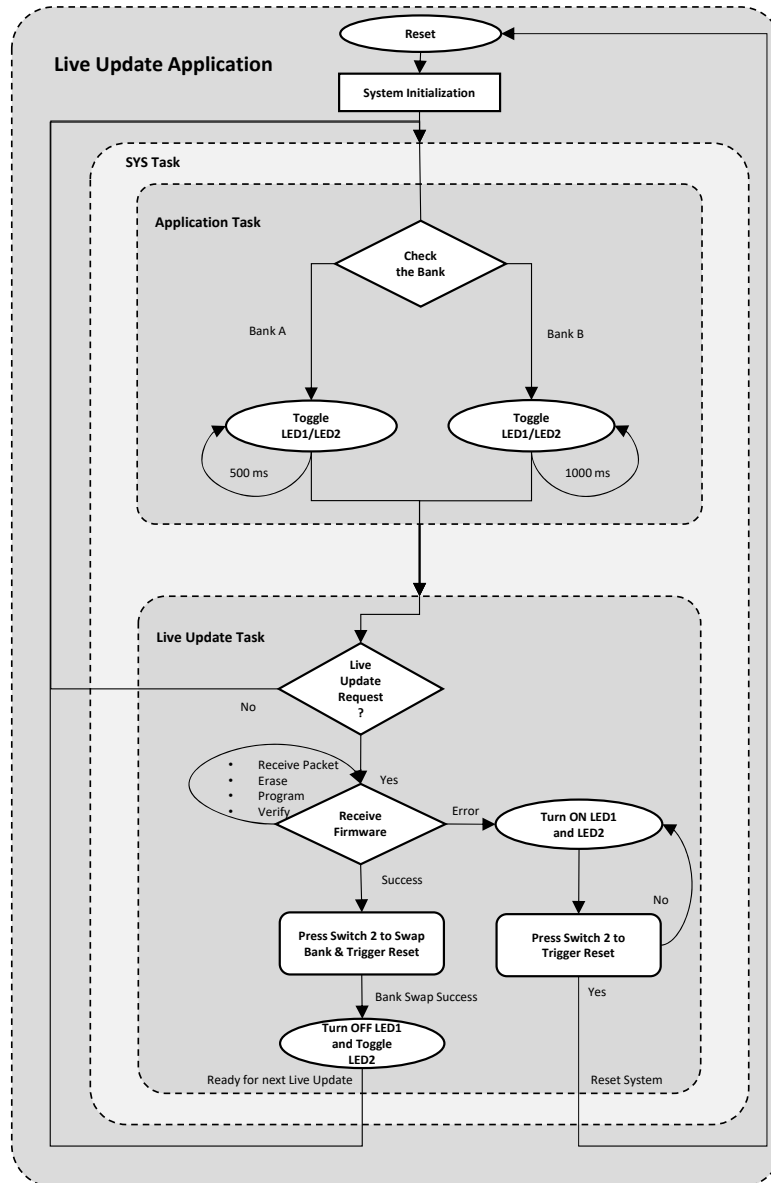 Reset
Live Update Application
System Initialization
SYS Task
Application Task
Check
the Bank
Bank A
Bank B
Toggle
LED1/LED2
Toggle
LED1/LED2
500 ms
1000 ms
Live Update Task
Live
Update
Request
?
No
• Receive Packet
• Erase
• Program
• Verify
Yes
Receive
Firmware
Error
Turn ON LED1
and LED2
Success
No
Press Switch 2 to Swap
Bank & Trigger Reset
Press Switch 2 to
Trigger Reset
Bank Swap Success
Yes
Turn OFF LED1
and Toggle
LED2
Ready for next Live Update
Reset System